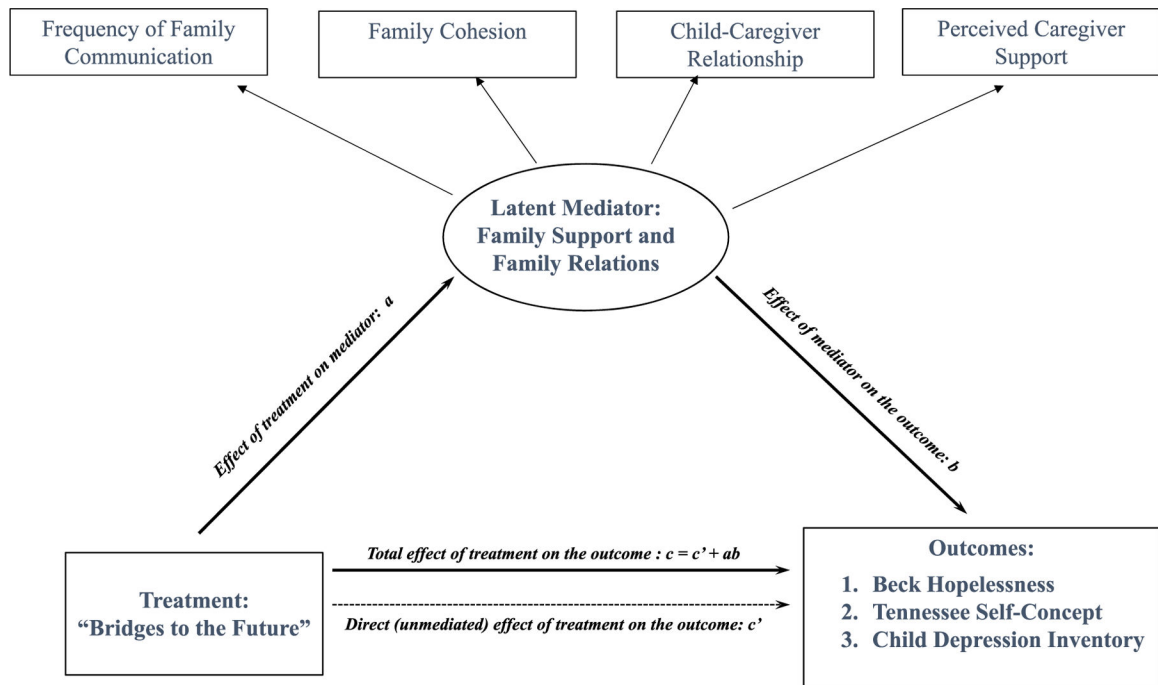 Frequency of Family
Communication
Family Cohesion
Child-Caregiver
Relationship
Perceived Caregiver
Support
Latent Mediator:
Family Support and
Family Relations
Effect of treatment on mediator: a
Effect of mediator on the outcome: b
Treatment:
“Bridges to the Future”
Total effect of treatment on the outcome : c = c’ + ab
Direct (unmediated) effect of treatment on the outcome: c’
Outcomes:
1. Beck Hopelessness
2. Tennessee Self-Concept
3. Child Depression Inventory